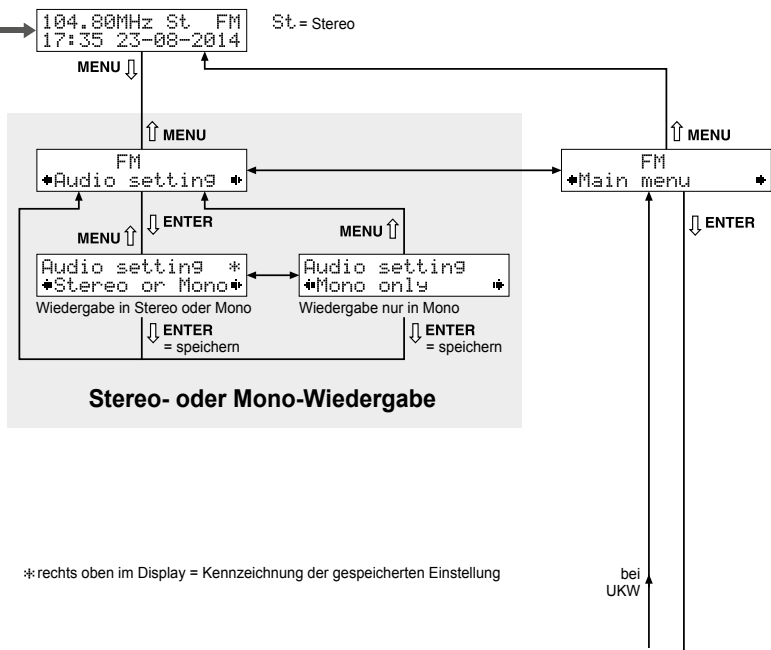 104.80MHz St FM
17:35 23-08-2014
St = Stereo
MENU
MENU
MENU
FM
Audio setting
FM
Main menu
ENTER
MENU
MENU
ENTER
Audio setting *
Stereo or Mono
Audio setting
Mono only
Wiedergabe in Stereo oder Mono
Wiedergabe nur in Mono
ENTER
= speichern
ENTER
= speichern
Stereo- oder Mono-Wiedergabe
* rechts oben im Display = Kennzeichnung der gespeicherten Einstellung
bei
UKW